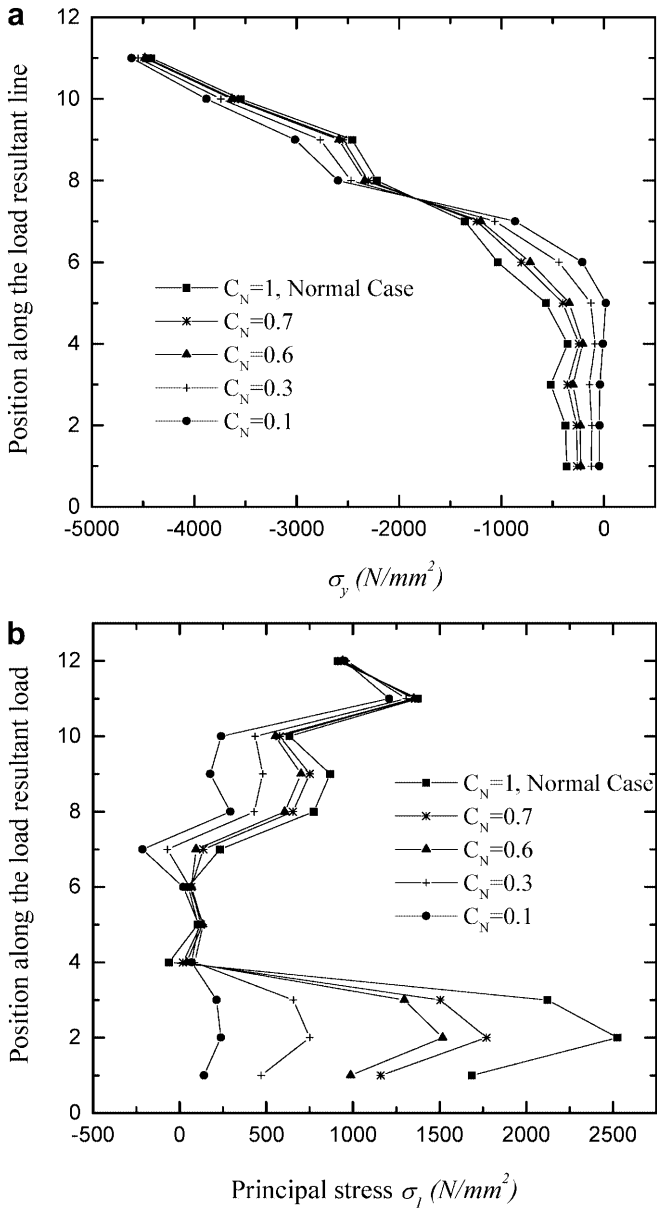 a
12
10
8
6
4
2
0
Position along the load resultant line
C_N=1, Normal Case
C_N=0.7
C_N=0.6
C_N=0.3
C_N=0.1
-5000 -4000 -3000 -2000 -1000 0
σ_y (N/mm²)
b
-500 0 500 1000 1500 2000 2500
12
10
8
6
4
2
0
Position along the load resultant load
C_N=1, Normal Case
C_N=0.7
C_N=0.6
C_N=0.3
C_N=0.1
Principal stress σ_1 (N/mm²)